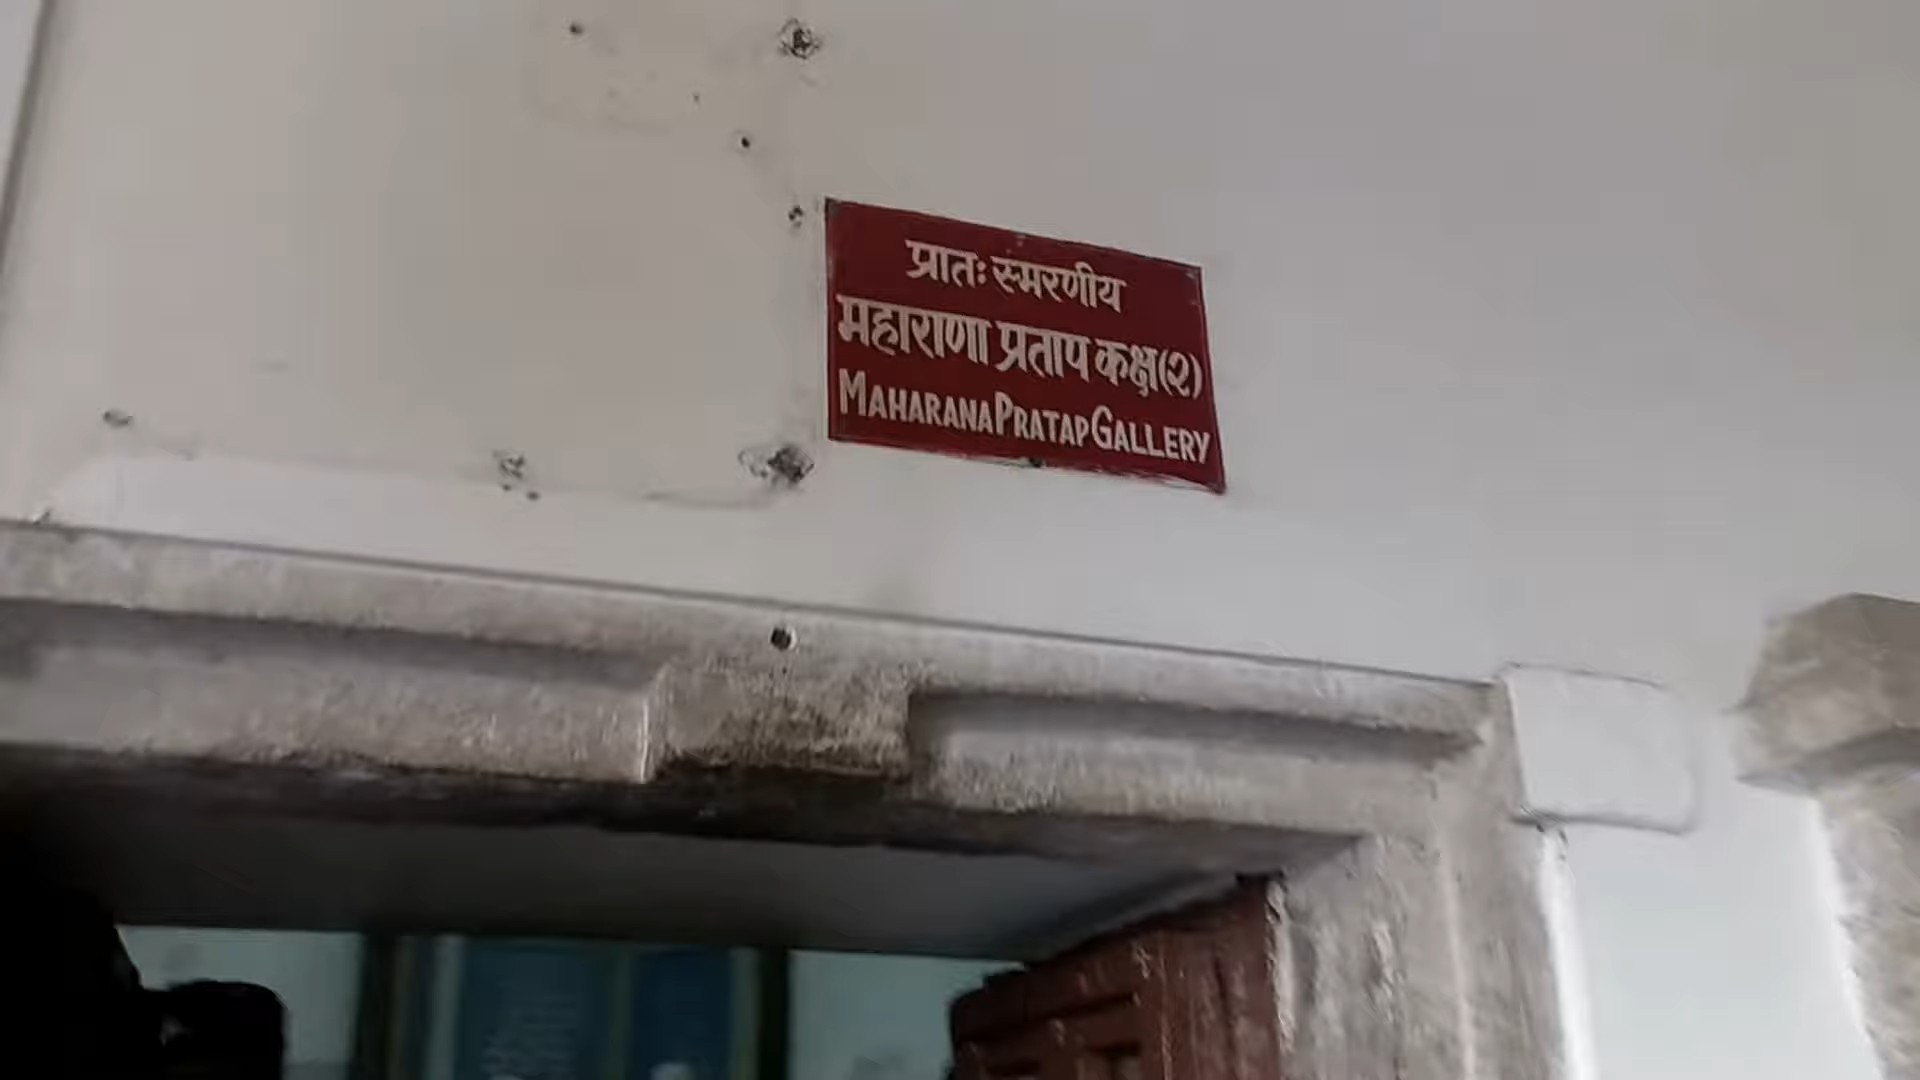 प्रातः स्मरणीय
महाराणा प्रताप कक्ष(२)
MAHARANA PRATAP GALLERY